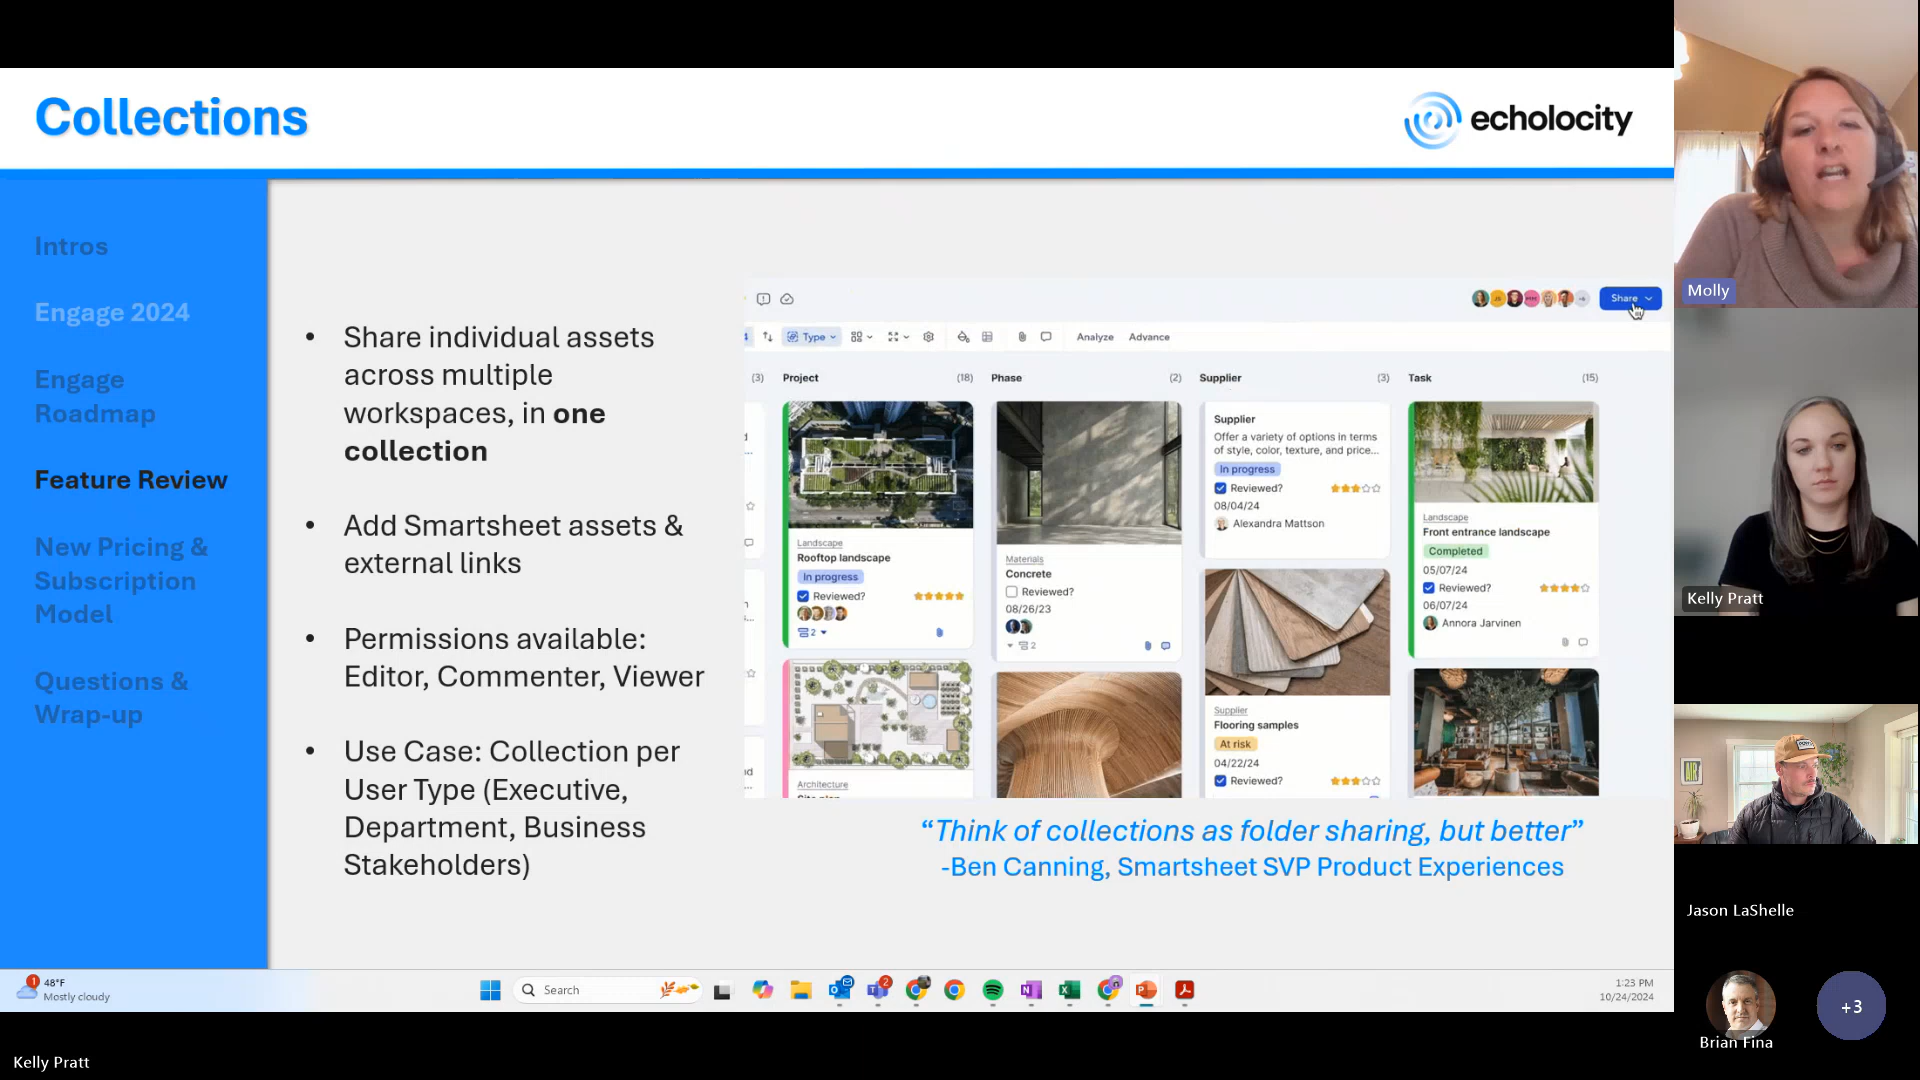 Collections
echolocity
Intros
Engage 2024
Engage
Roadmap
Feature Review
New Pricing &
Subscription
Model
Questions &
Wrap-up
• Share individual assets
across multiple
workspaces, in one
collection
• Add Smartsheet assets &
external links
• Permissions available:
Editor, Commenter, Viewer
• Use Case: Collection per
User Type (Executive,
Department, Business
Stakeholders)
Share
Type
Analyze
Advance
(3)
Project (18)
Phase (2)
Supplier (3)
Task (15)
Landscape
Rooftop landscape
In progress
Reviewed?
2
Architecture
Materials
Concrete
Reviewed?
08/26/23
2
Supplier
Offer a variety of options in terms
of style, color, texture, and price...
In progress
Reviewed?
08/04/24
Alexandra Mattson
Supplier
Flooring samples
At risk
04/22/24
Reviewed?
Landscape
Front entrance landscape
Completed
05/07/24
Reviewed?
06/07/24
Annora Jarvinen
“Think of collections as folder sharing, but better”
-Ben Canning, Smartsheet SVP Product Experiences
1
48°F
Mostly cloudy
Search
2
1:23 PM
10/24/2024
Molly
Kelly Pratt
Jason LaShelle
Brian Fina
+3
Kelly Pratt